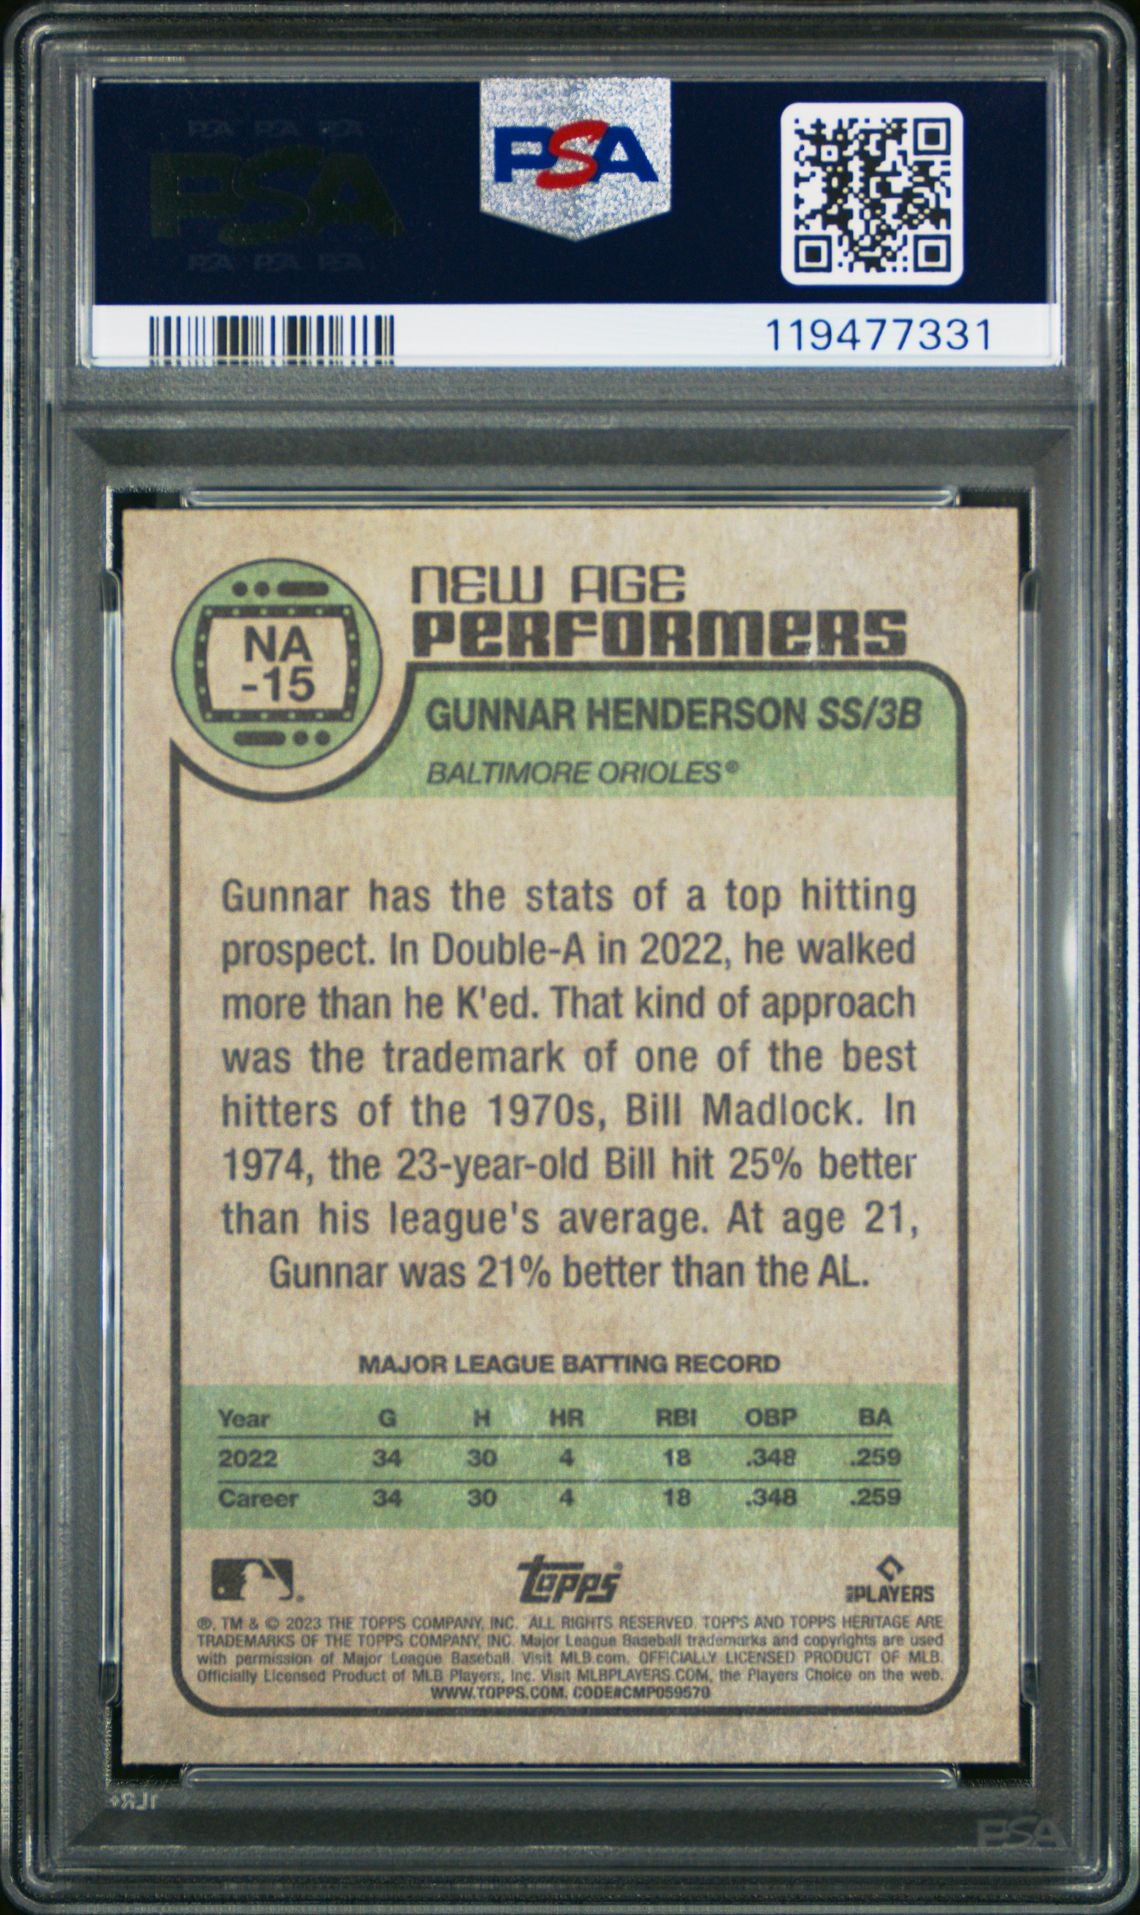 PSA PSA PSA
PSA
PSA PSA PSA
PSA
119477331
NA
-15
NEW AGE
PERFORMERS
GUNNAR HENDERSON SS/3B
BALTIMORE ORIOLES®
Gunnar has the stats of a top hitting
prospect. In Double-A in 2022, he walked
more than he K'ed. That kind of approach
was the trademark of one of the best
hitters of the 1970s, Bill Madlock. In
1974, the 23-year-old Bill hit 25% better
than his league's average. At age 21,
Gunnar was 21% better than the AL.
MAJOR LEAGUE BATTING RECORD
Year G H HR RBI OBP BA
2022 34 30 4 18 .348 .259
Career 34 30 4 18 .348 .259
topps®
PLAYERS
®, TM & © 2023 THE TOPPS COMPANY, INC. ALL RIGHTS RESERVED. TOPPS AND TOPPS HERITAGE ARE
TRADEMARKS OF THE TOPPS COMPANY, INC. Major League Baseball trademarks and copyrights are used
with permission of Major League Baseball. Visit MLB.com. OFFICIALLY LICENSED PRODUCT OF MLB
Officially Licensed Product of MLB Players, Inc. Visit MLBPLAYERS.COM, the Players Choice on the web.
WWW.TOPPS.COM. CODE#CMP059570
PSA